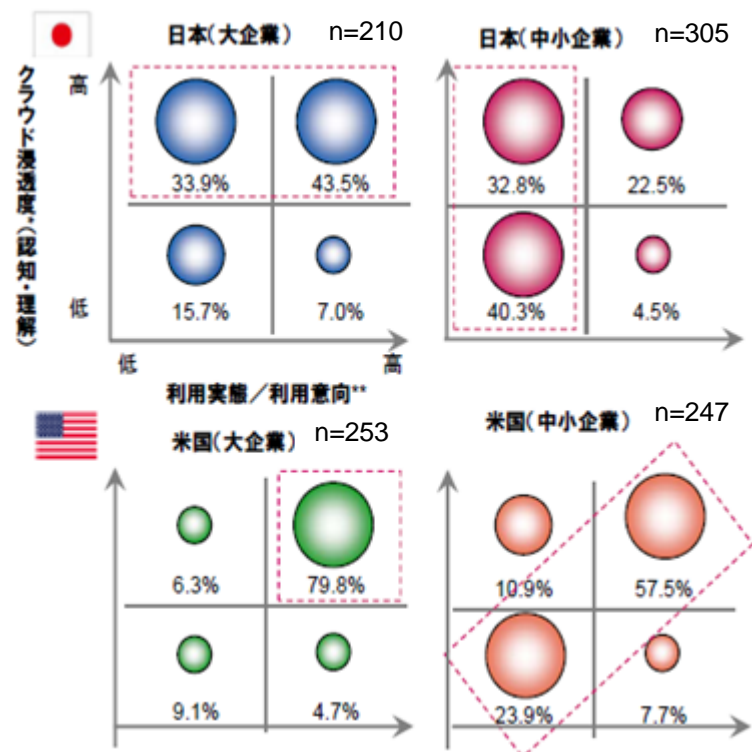 日本(大企業) n=210
日本(中小企業) n=305
クラウド浸透度*(認知・理解)
高
33.9% 43.5%
32.8% 22.5%
低
15.7% 7.0%
40.3% 4.5%
低 高
利用実態/利用意向**
米国(大企業) n=253
米国(中小企業) n=247
6.3% 79.8%
10.9% 57.5%
9.1% 4.7%
23.9% 7.7%